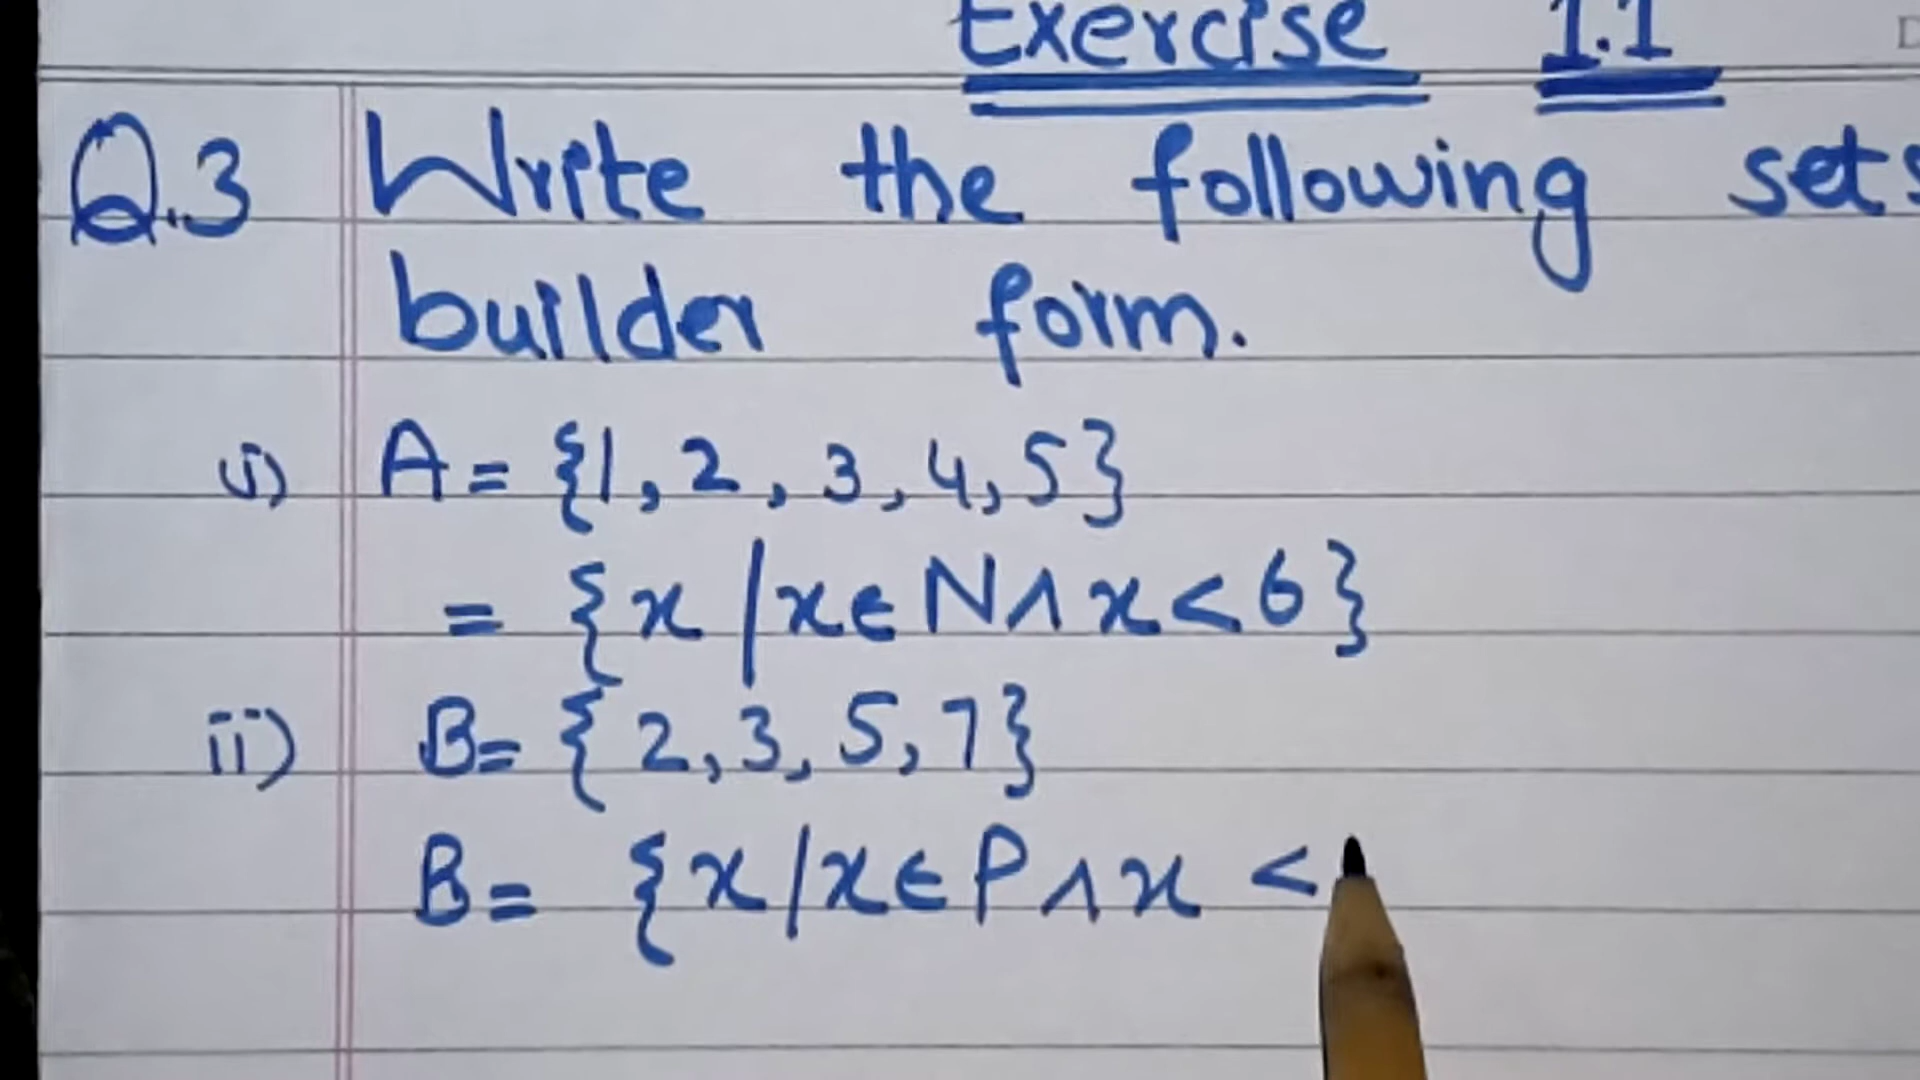 Exercise 1.1
Q.3 Write the following sets
builder form.
i) A = {1, 2, 3, 4, 5}
= {x / x ∈ N ∧ x < 6}
ii) B = {2, 3, 5, 7}
B = {x / x ∈ P ∧ x <